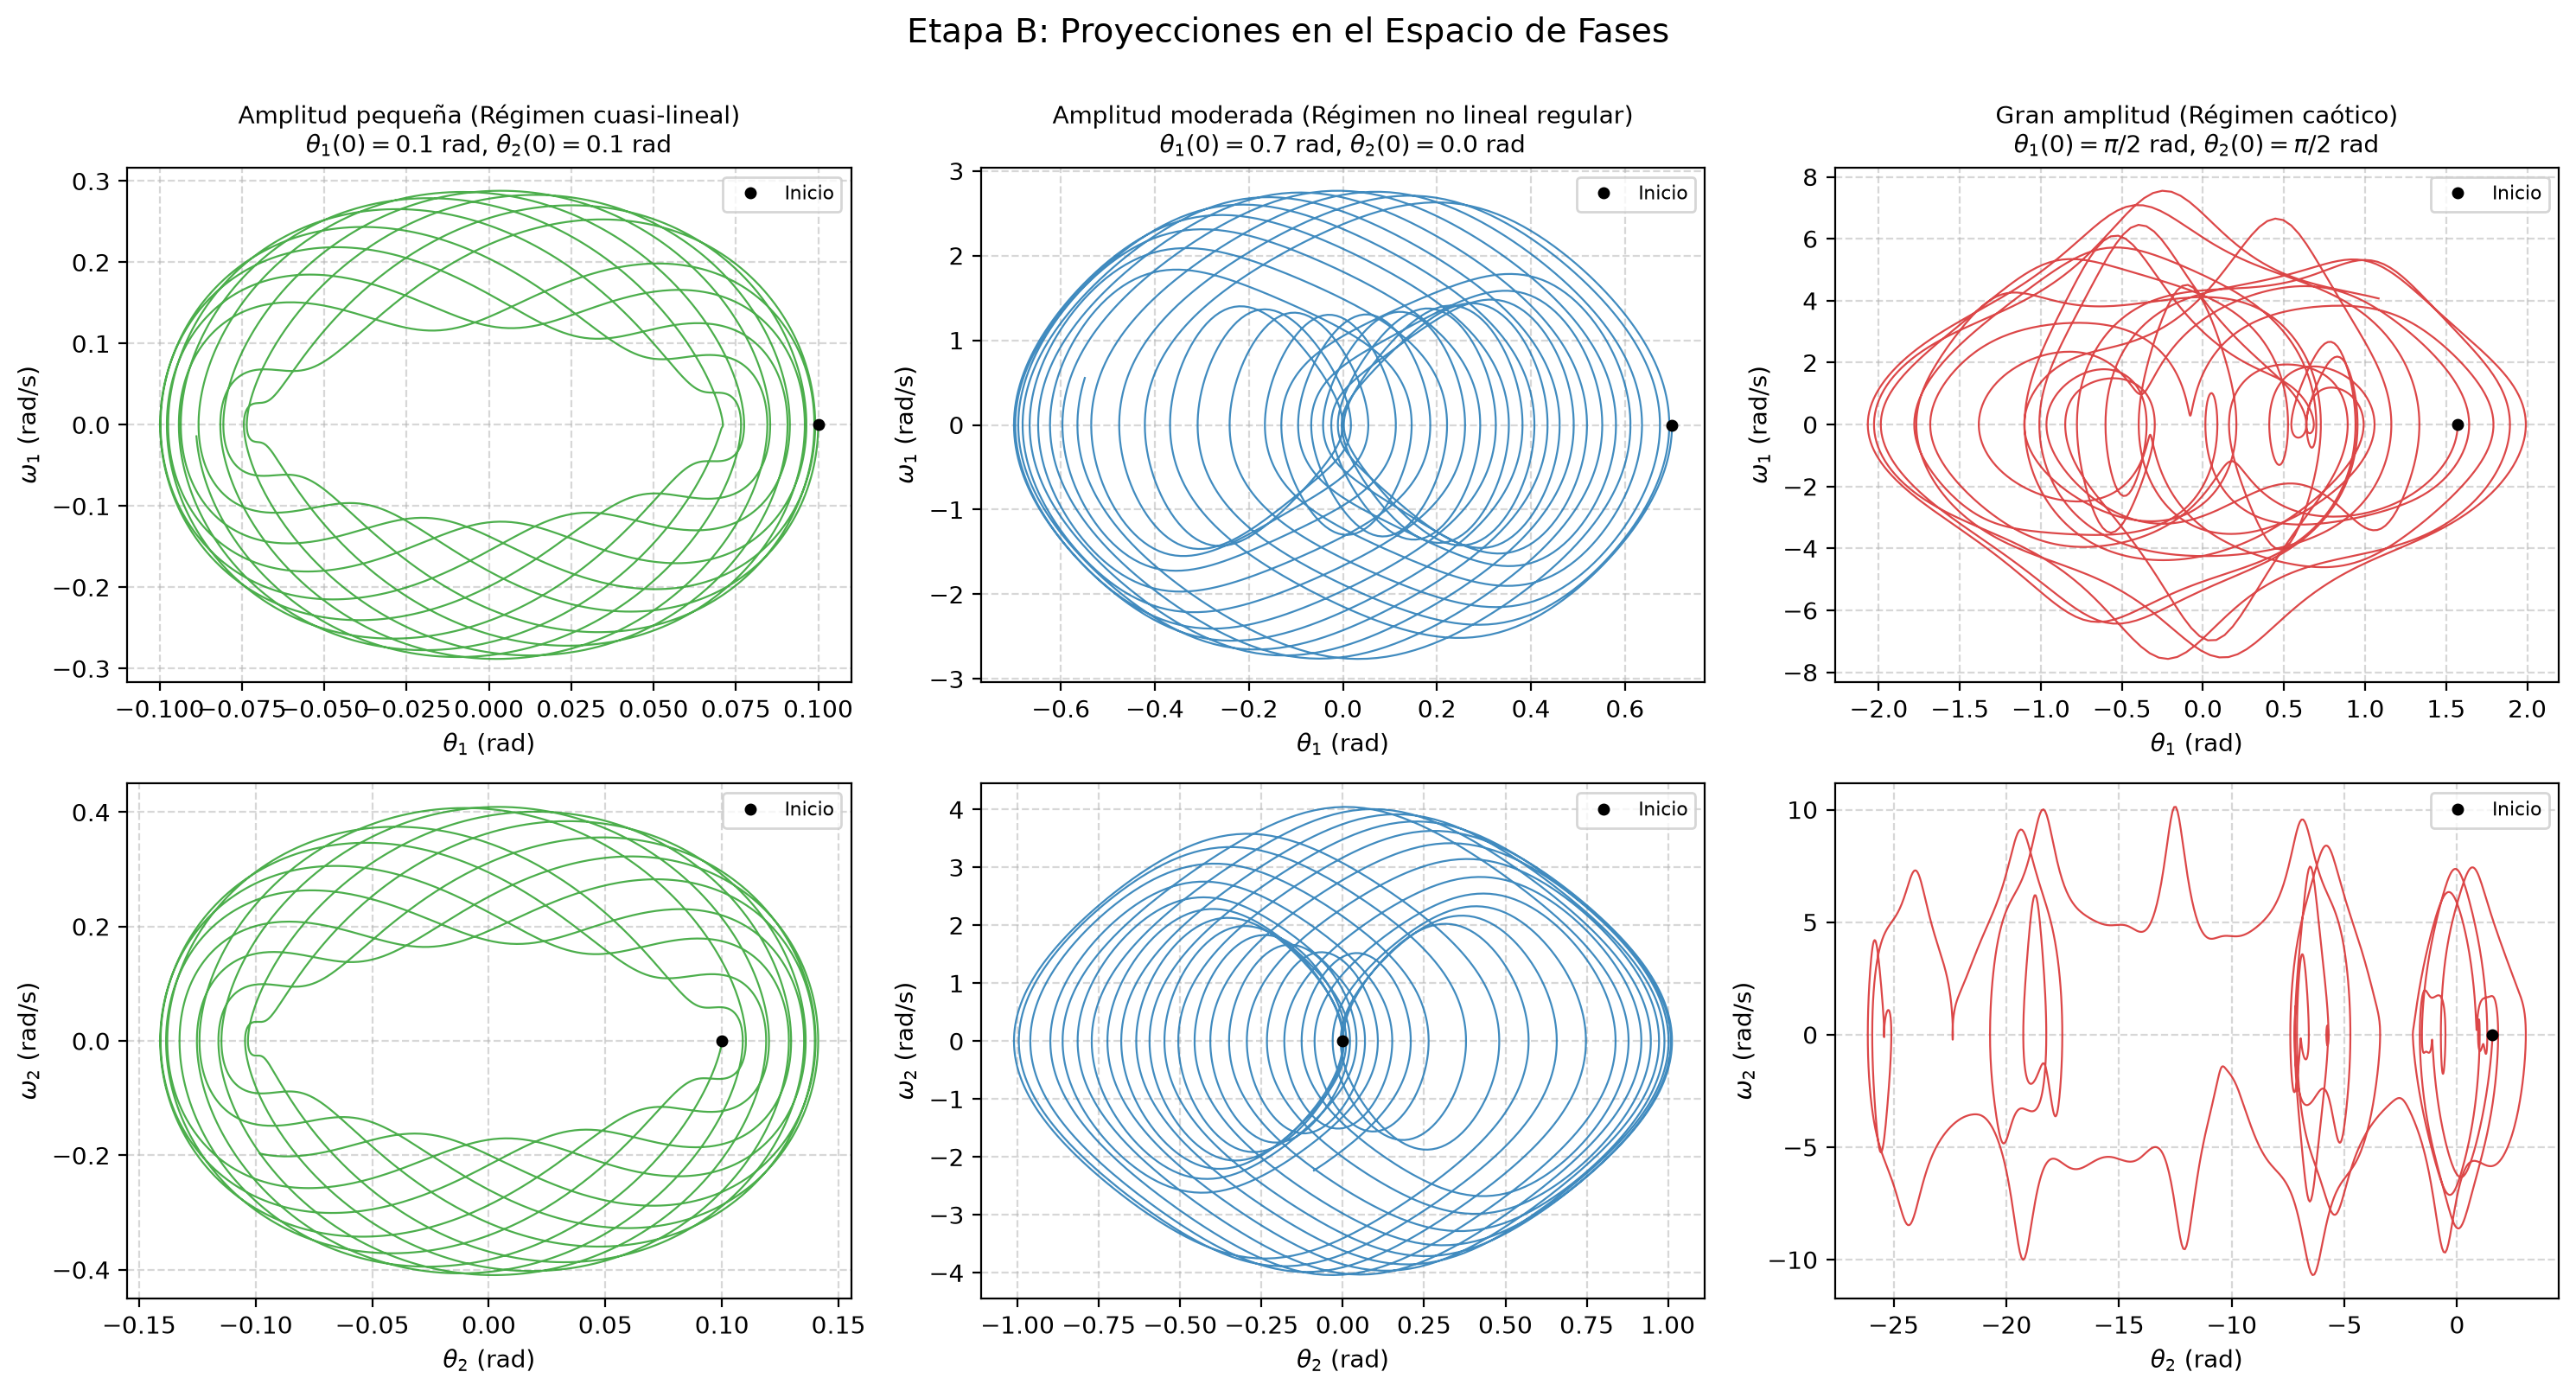 Etapa B: Proyecciones en el Espacio de Fases
Amplitud pequeña (Régimen cuasi-lineal)
θ₁(0) = 0.1 rad, θ₂(0) = 0.1 rad
Inicio
0.3
0.2
0.1
0.0
−0.1
−0.2
−0.3
ω₁ (rad/s)
−0.100 −0.075 −0.050 −0.025 0.000 0.025 0.050 0.075 0.100
θ₁ (rad)
Amplitud moderada (Régimen no lineal regular)
θ₁(0) = 0.7 rad, θ₂(0) = 0.0 rad
Inicio
3
2
1
0
−1
−2
−3
ω₁ (rad/s)
−0.6 −0.4 −0.2 0.0 0.2 0.4 0.6
θ₁ (rad)
Gran amplitud (Régimen caótico)
θ₁(0) = π/2 rad, θ₂(0) = π/2 rad
Inicio
8
6
4
2
0
−2
−4
−6
−8
ω₁ (rad/s)
−2.0 −1.5 −1.0 −0.5 0.0 0.5 1.0 1.5 2.0
θ₁ (rad)
Inicio
0.4
0.2
0.0
−0.2
−0.4
ω₂ (rad/s)
−0.15 −0.10 −0.05 0.00 0.05 0.10 0.15
θ₂ (rad)
Inicio
4
3
2
1
0
−1
−2
−3
−4
ω₂ (rad/s)
−1.00 −0.75 −0.50 −0.25 0.00 0.25 0.50 0.75 1.00
θ₂ (rad)
Inicio
10
5
0
−5
−10
ω₂ (rad/s)
−25 −20 −15 −10 −5 0
θ₂ (rad)